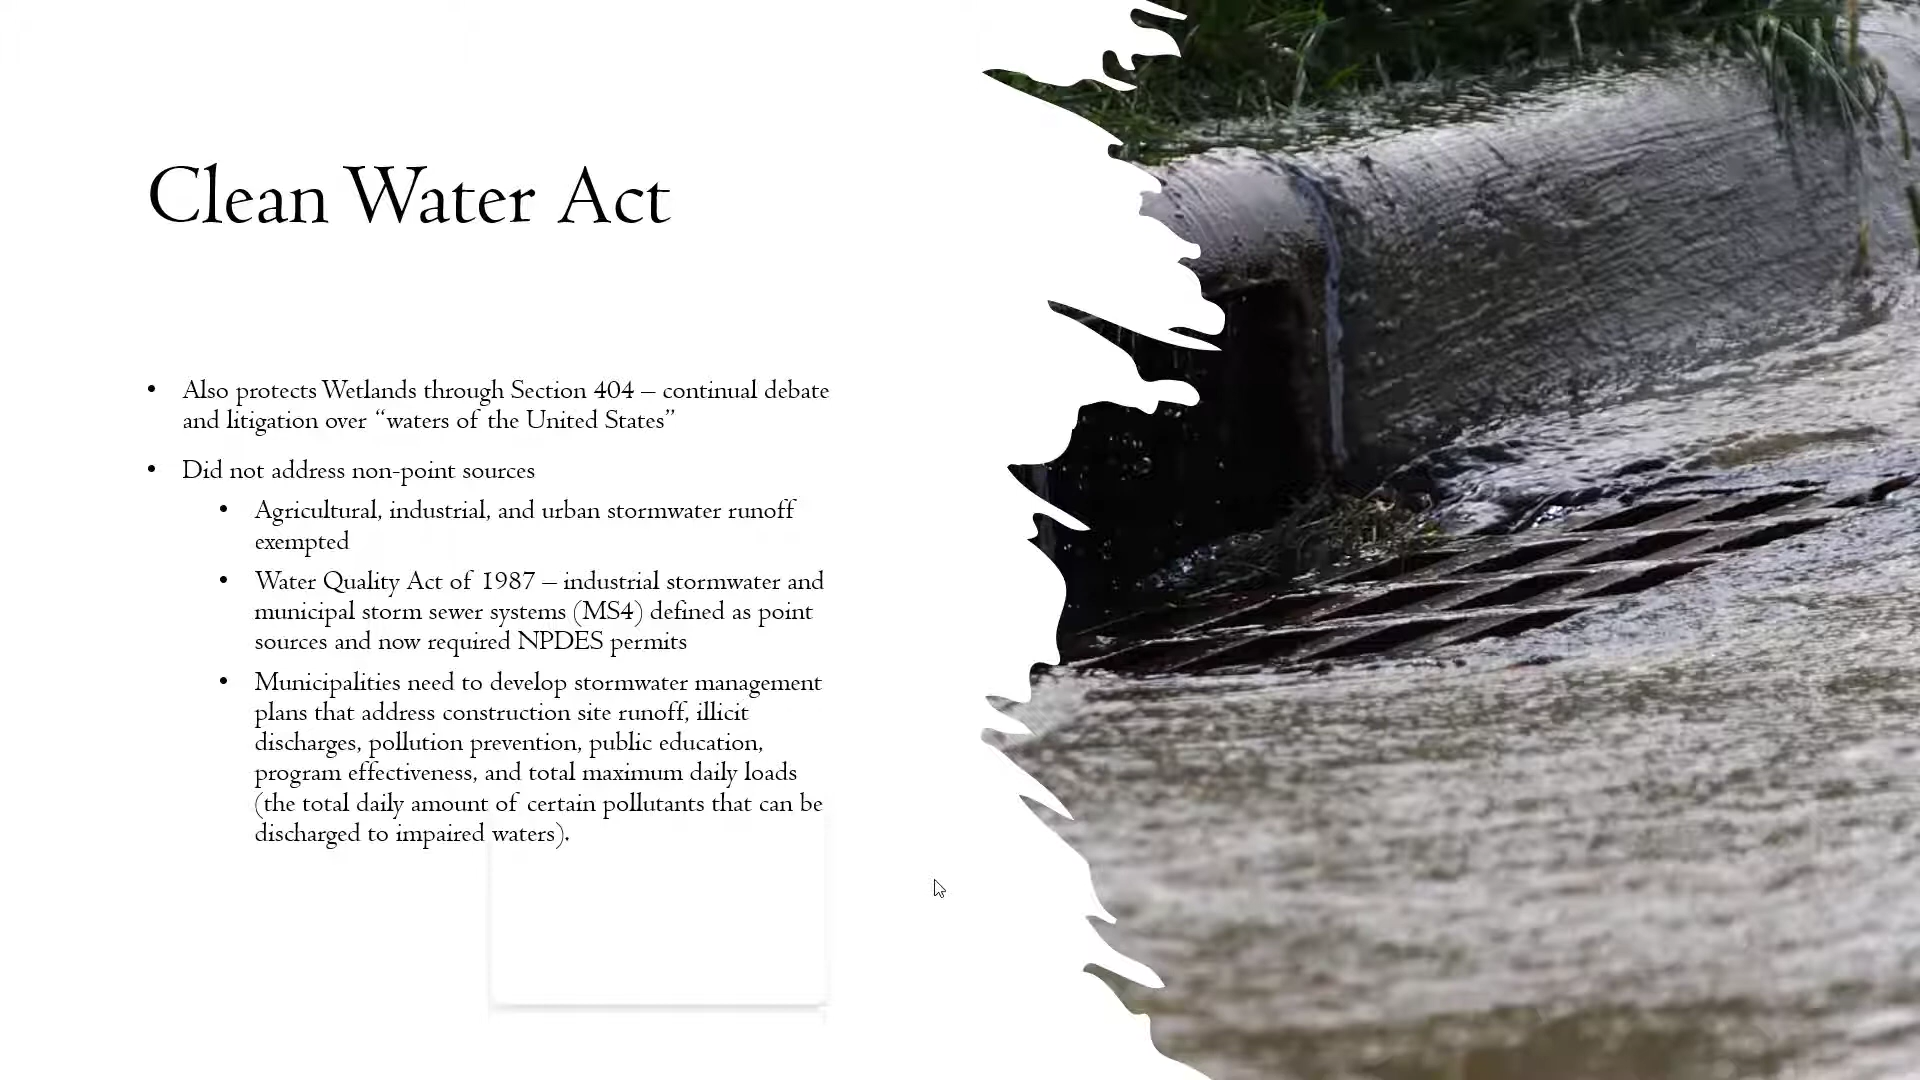 Clean Water Act
• Also protects Wetlands through Section 404 – continual debate
and litigation over “waters of the United States”
• Did not address non-point sources
• Agricultural, industrial, and urban stormwater runoff
exempted
• Water Quality Act of 1987 – industrial stormwater and
municipal storm sewer systems (MS4) defined as point
sources and now required NPDES permits
• Municipalities need to develop stormwater management
plans that address construction site runoff, illicit
discharges, pollution prevention, public education,
program effectiveness, and total maximum daily loads
(the total daily amount of certain pollutants that can be
discharged to impaired waters).